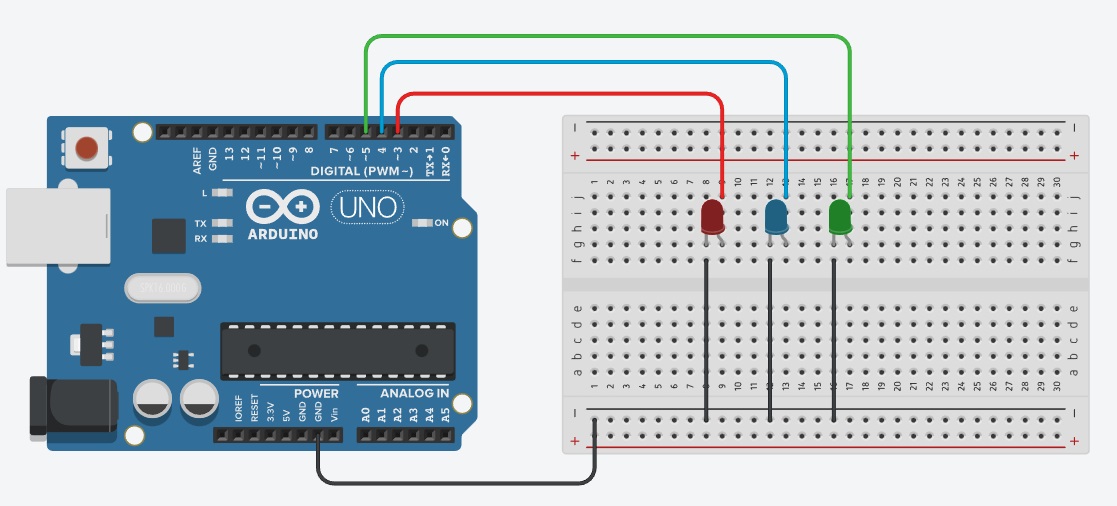 AREF
GND
13
12
~11
~10
~9
8
7
~6
~5
4
~3
2
TX→1
RX←0
DIGITAL (PWM~)
L
TX
RX
UNO
ARDUINO
ON
IOREF
RESET
3.3V
5V
GND
GND
Vin
POWER
ANALOG IN
A0
A1
A2
A3
A4
A5
− −
+ +
1 2 3 4 5 6 7 8 9 10 11 12 13 14 15 16 17 18 19 20 21 22 23 24 25 26 27 28 29 30
j j
i i
h h
g g
f f
e e
d d
c c
b b
a a
1 2 3 4 5 6 7 8 9 10 11 12 13 14 15 16 17 18 19 20 21 22 23 24 25 26 27 28 29 30
− −
+ +